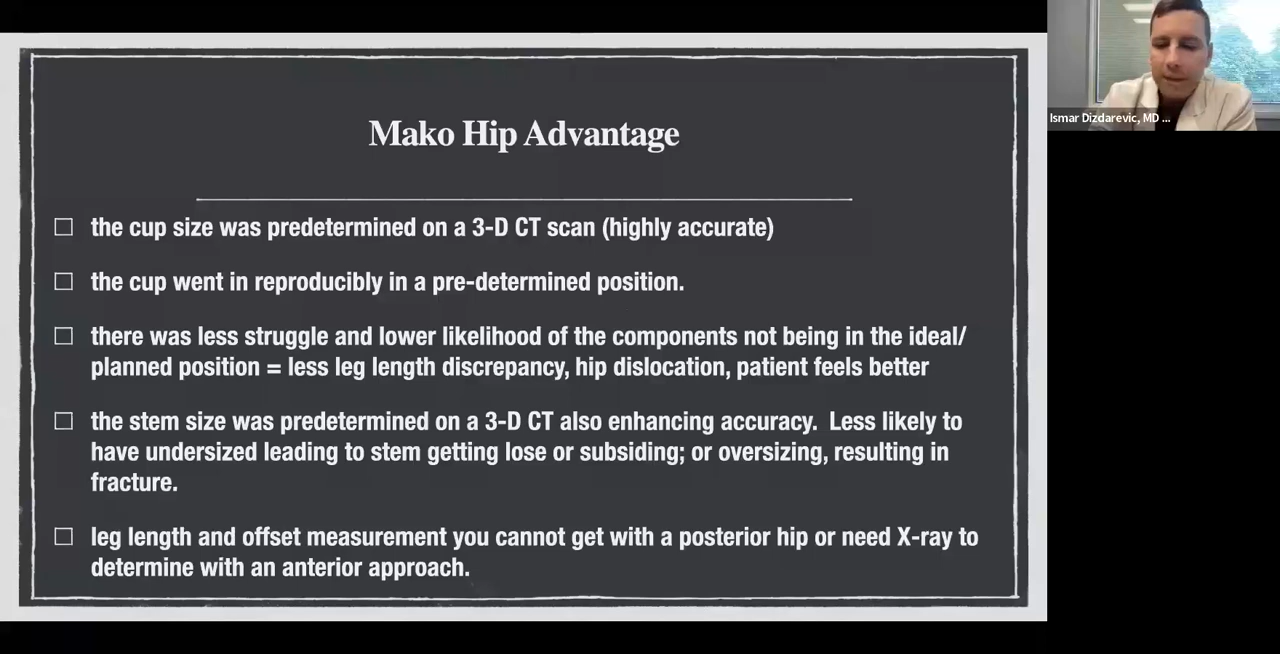 Mako Hip Advantage
the cup size was predetermined on a 3-D CT scan (highly accurate)
the cup went in reproducibly in a pre-determined position.
there was less struggle and lower likelihood of the components not being in the ideal/
planned position = less leg length discrepancy, hip dislocation, patient feels better
the stem size was predetermined on a 3-D CT also enhancing accuracy.  Less likely to
have undersized leading to stem getting lose or subsiding; or oversizing, resulting in
fracture.
leg length and offset measurement you cannot get with a posterior hip or need X-ray to
determine with an anterior approach.
Ismar Dizdarevic, MD ...